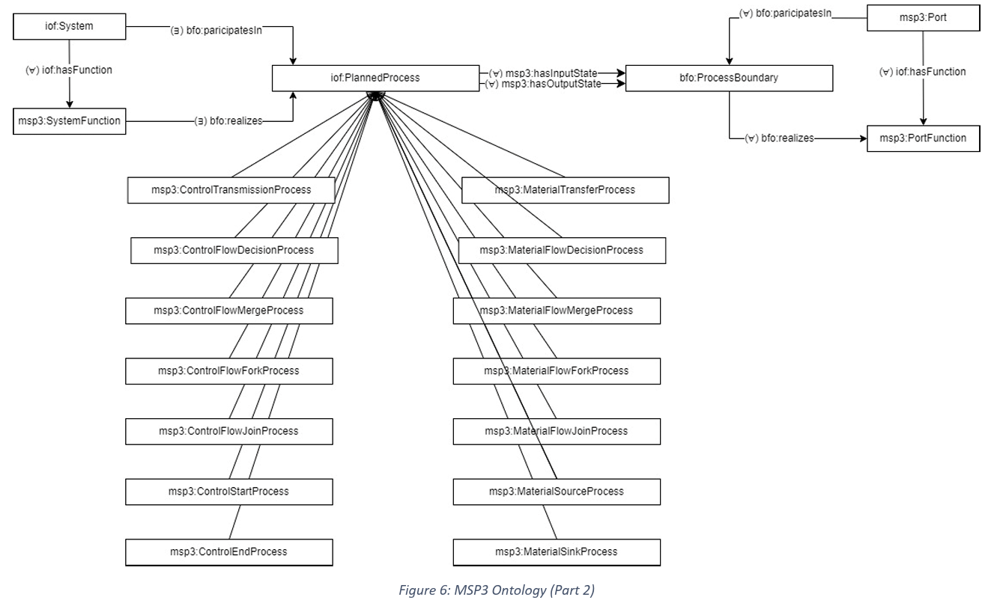 iof:System
(∃) bfo:paricipatesIn
(∀) bfo:paricipatesIn
msp3:Port
(∀) iof:hasFunction
iof:PlannedProcess
(∀) msp3:hasInputState
(∀) msp3:hasOutputState
bfo:ProcessBoundary
(∀) iof:hasFunction
msp3:SystemFunction
(∃) bfo:realizes
(∀) bfo:realizes
msp3:PortFunction
msp3:ControlTransmissionProcess
msp3:MaterialTransferProcess
msp3:ControlFlowDecisionProcess
msp3:MaterialFlowDecisionProcess
msp3:ControlFlowMergeProcess
msp3:MaterialFlowMergeProcess
msp3:ControlFlowForkProcess
msp3:MaterialFlowForkProcess
msp3:ControlFlowJoinProcess
msp3:MaterialFlowJoinProcess
msp3:ControlStartProcess
msp3:MaterialSourceProcess
msp3:ControlEndProcess
msp3:MaterialSinkProcess
Figure 6: MSP3 Ontology (Part 2)